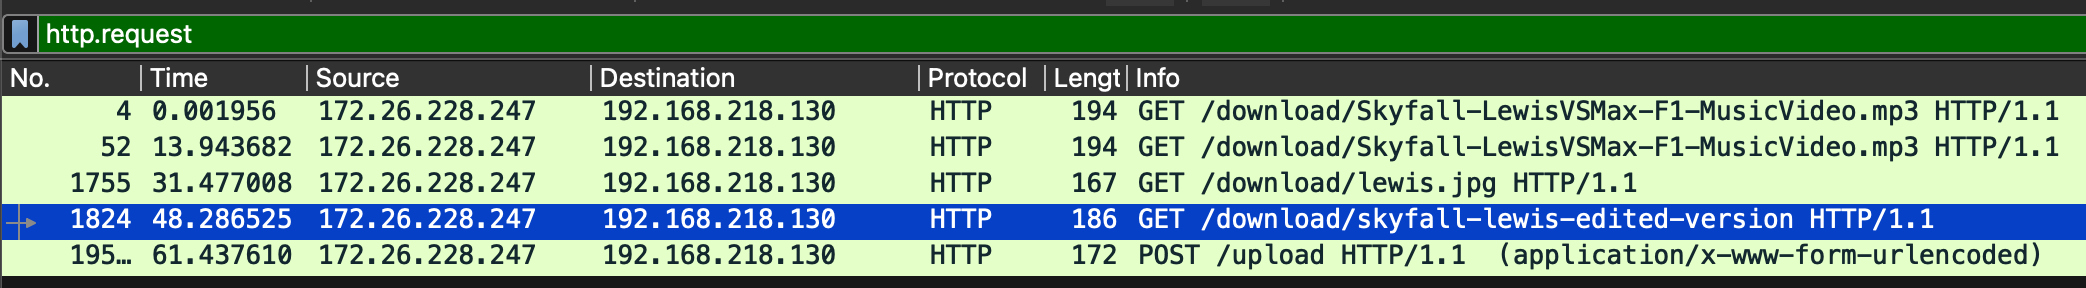 http.request
No. Time Source Destination Protocol Lengt Info
4 0.001956 172.26.228.247 192.168.218.130 HTTP 194 GET /download/Skyfall-LewisVSMax-F1-MusicVideo.mp3 HTTP/1.1
52 13.943682 172.26.228.247 192.168.218.130 HTTP 194 GET /download/Skyfall-LewisVSMax-F1-MusicVideo.mp3 HTTP/1.1
1755 31.477008 172.26.228.247 192.168.218.130 HTTP 167 GET /download/lewis.jpg HTTP/1.1
1824 48.286525 172.26.228.247 192.168.218.130 HTTP 186 GET /download/skyfall-lewis-edited-version HTTP/1.1
195… 61.437610 172.26.228.247 192.168.218.130 HTTP 172 POST /upload HTTP/1.1 (application/x-www-form-urlencoded)